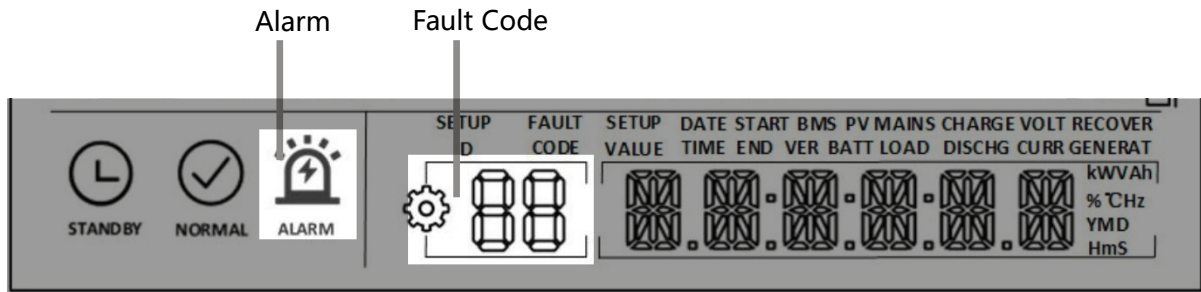 Alarm Fault Code
SETUP FAULT SETUP DATE START BMS PV MAINS CHARGE VOLT RECOVER
D CODE VALUE TIME END VER BATT LOAD DISCHG CURR GENERAT
kWVAh
% ℃Hz
YMD
HmS
STANDBY NORMAL ALARM